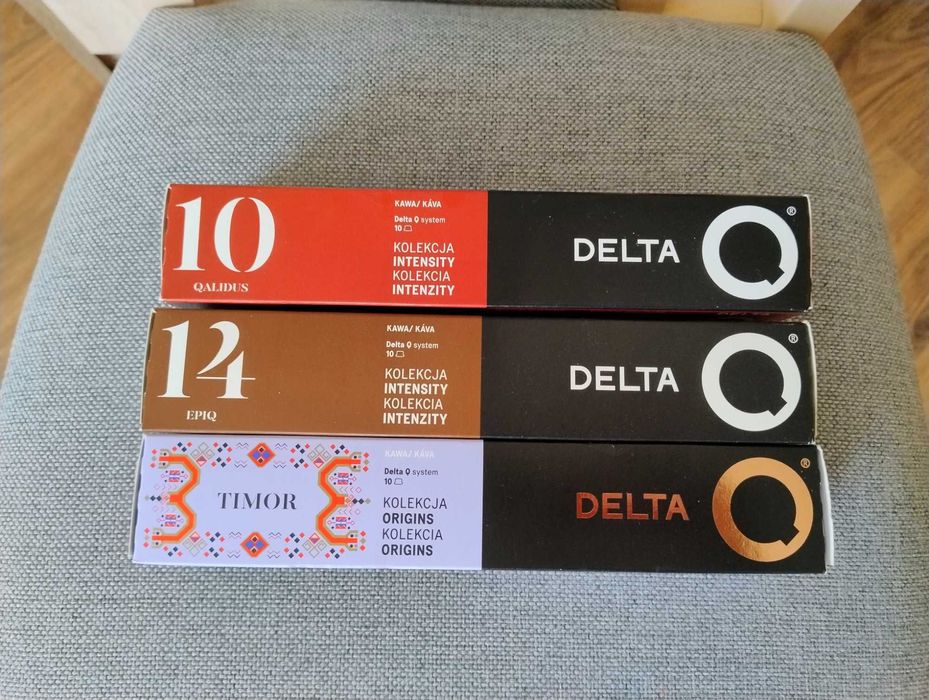 10
QALIDUS
KAWA/ KÁVA
Delta Q system
10
KOLEKCJA
INTENSITY
KOLEKCIA
INTENZITY
DELTA Q®
14
EPIQ
KAWA/ KÁVA
Delta Q system
10
KOLEKCJA
INTENSITY
KOLEKCIA
INTENZITY
DELTA Q®
TIMOR
KAWA/ KÁVA
Delta Q system
10
KOLEKCJA
ORIGINS
KOLEKCIA
ORIGINS
DELTA Q®